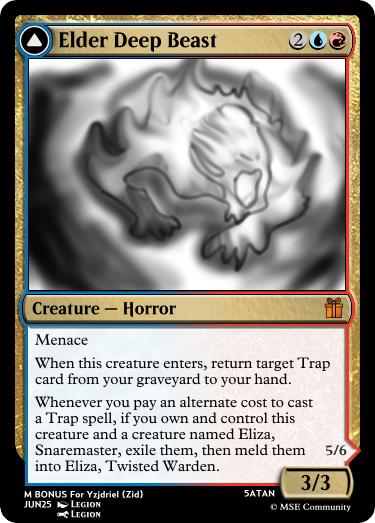 Elder Deep Beast 2
Creature — Horror
Menace
When this creature enters, return target Trap
card from your graveyard to your hand.
Whenever you pay an alternate cost to cast
a Trap spell, if you own and control this
creature and a creature named Eliza,
Snaremaster, exile them, then meld them
into Eliza, Twisted Warden.
5/6
3/3
M BONUS For Yzjdriel (Zid) 5ATAN © MSE Community
JUN25 Legion
Legion